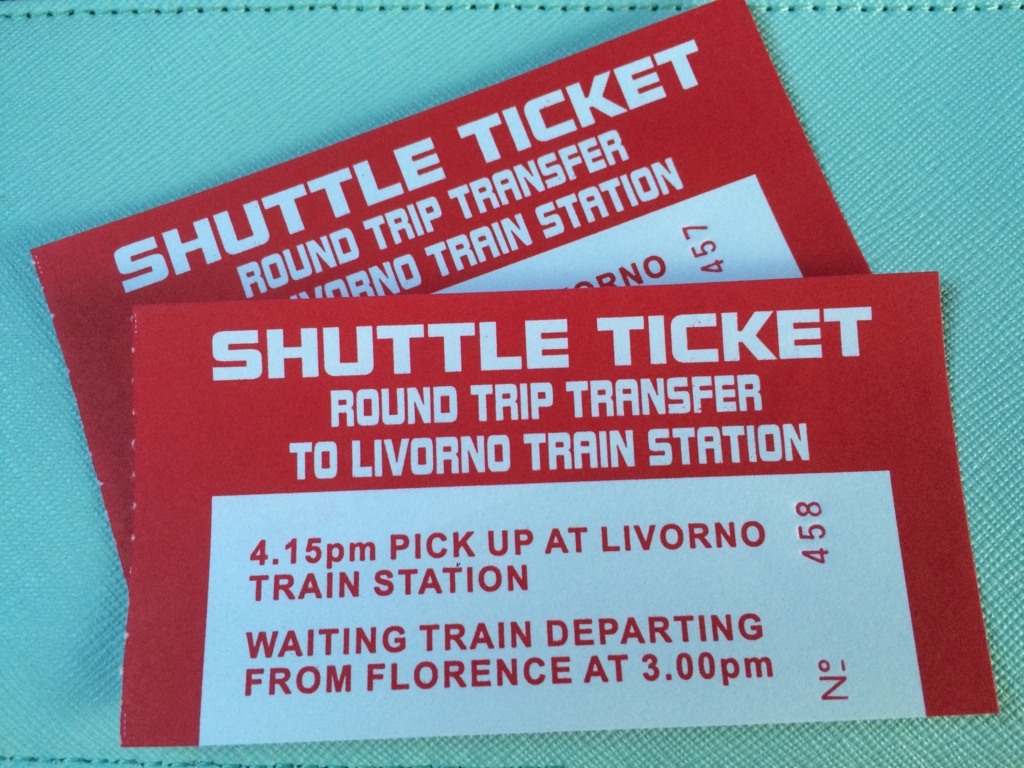 SHUTTLE TICKET
ROUND TRIP TRANSFER
LIVORNO TRAIN STATION
457
SHUTTLE TICKET
ROUND TRIP TRANSFER
TO LIVORNO TRAIN STATION
4.15pm PICK UP AT LIVORNO
TRAIN STATION
WAITING TRAIN DEPARTING
FROM FLORENCE AT 3.00pm
Nº 458